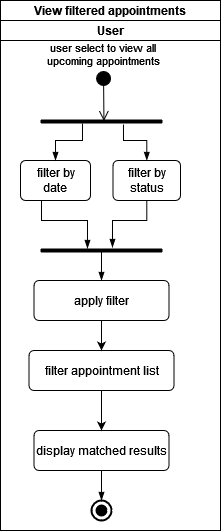 View filtered appointments
User
user select to view all
upcoming appointments
filter by
date
filter by
status
apply filter
filter appointment list
display matched results